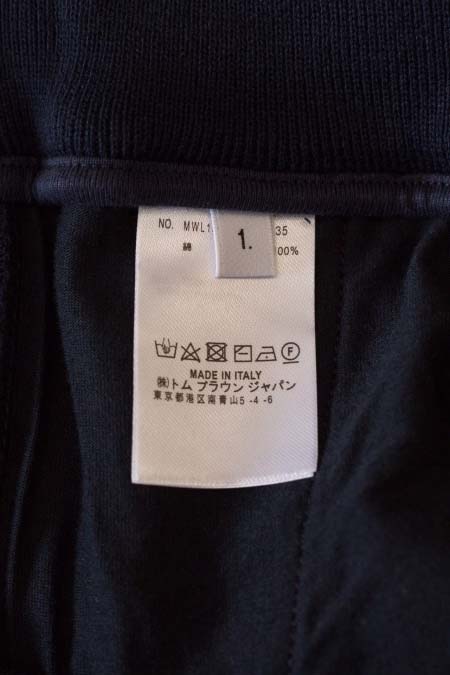 NO. MWL1 35
綿 00%
1.
MADE IN ITALY
㈱トム ブラウン ジャパン
東京都港区南青山5-4-6